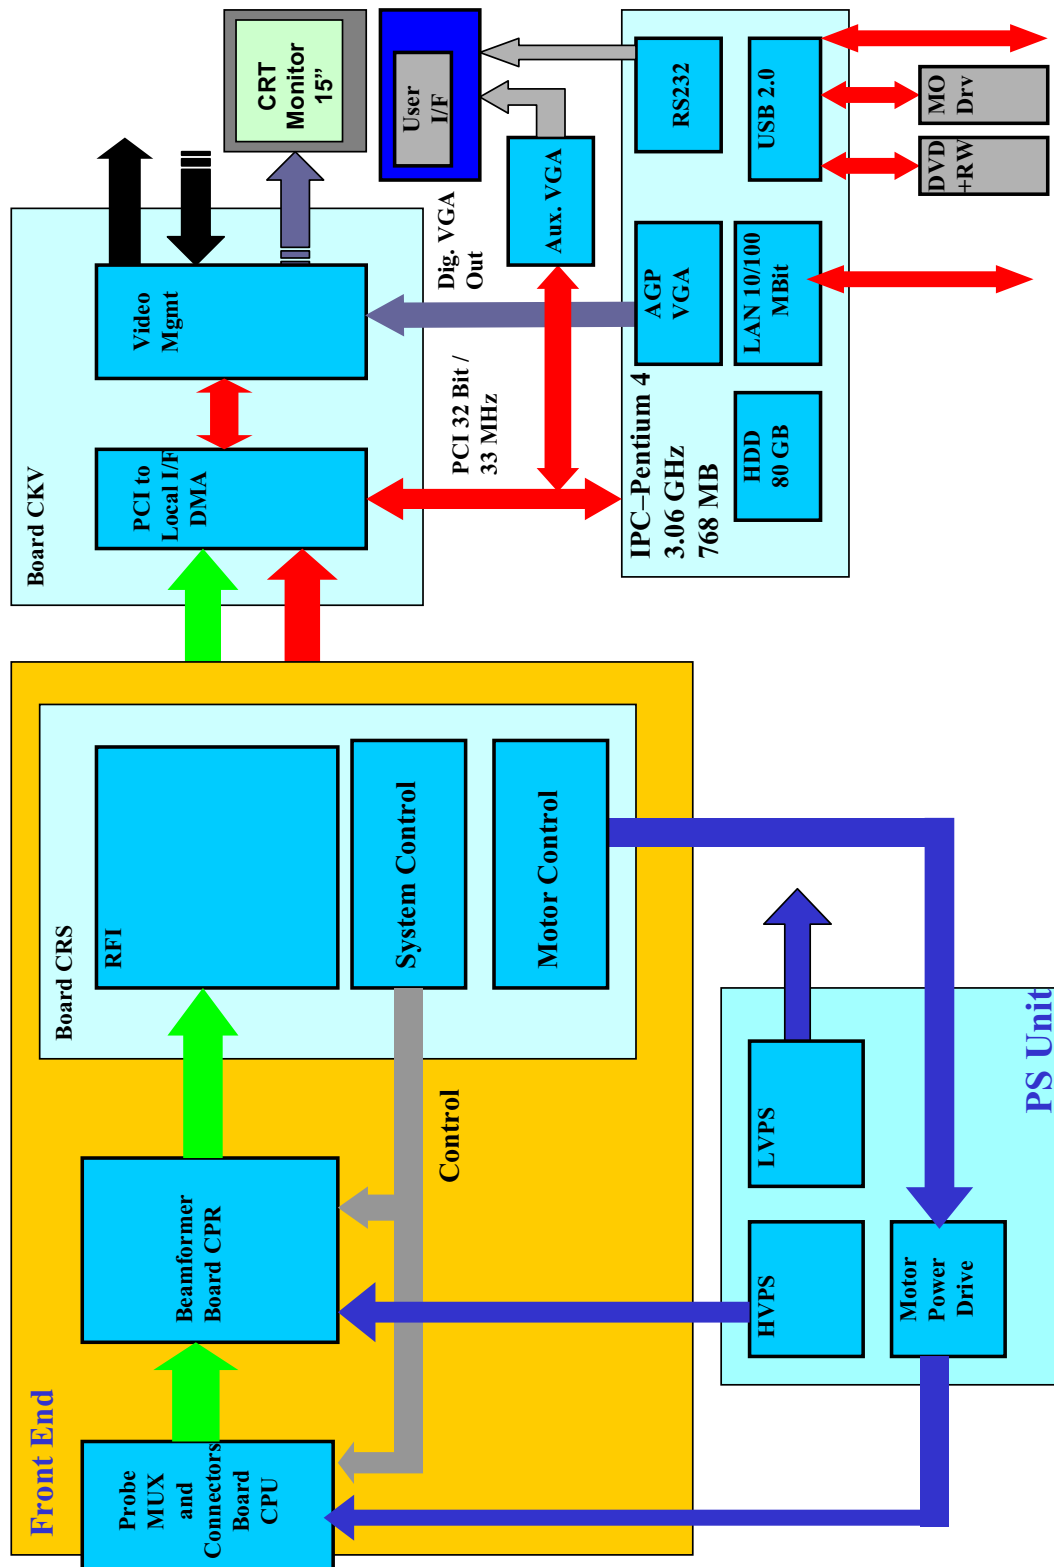 Front End
Probe
MUX
and
Connectors
Board
CPU
Beamformer
Board CPR
Control
Board CRS
RFI
System Control
Motor Control
Board CKV
PCI to
Local I/F
DMA
Video
Mgmt
CRT
Monitor
15”
User
I/F
Dig. VGA
Out
Aux. VGA
PCI 32 Bit /
33 MHz
IPC–Pentium 4
3.06 GHz
768 MB
AGP
VGA
RS232
HDD
80 GB
LAN 10/100
MBit
USB 2.0
DVD
+RW
MO
Drv
HVPS
LVPS
Motor
Power
Drive
PS Unit